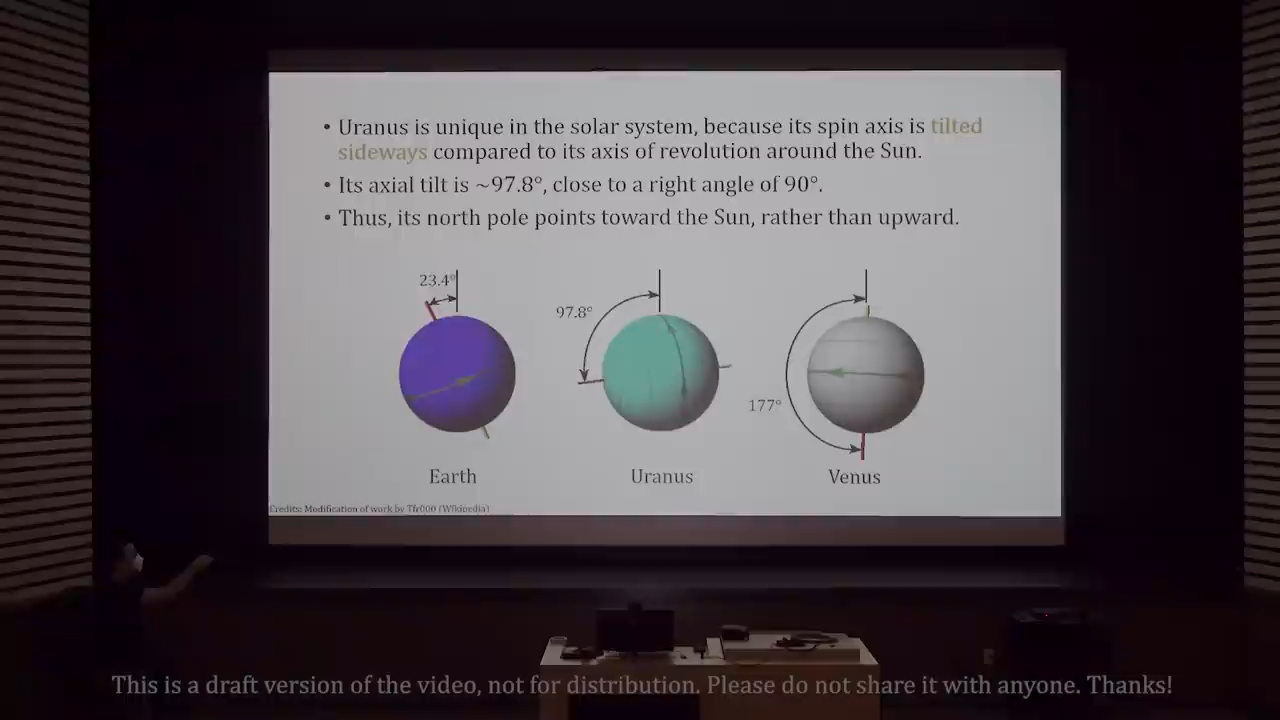 • Uranus is unique in the solar system, because its spin axis is tilted
sideways compared to its axis of revolution around the Sun.
• Its axial tilt is ~97.8°, close to a right angle of 90°.
• Thus, its north pole points toward the Sun, rather than upward.
23.4°
97.8°
177°
Earth
Uranus
Venus
Credits: Modification of work by Tfr000 (Wikipedia)
This is a draft version of the video, not for distribution. Please do not share it with anyone. Thanks!